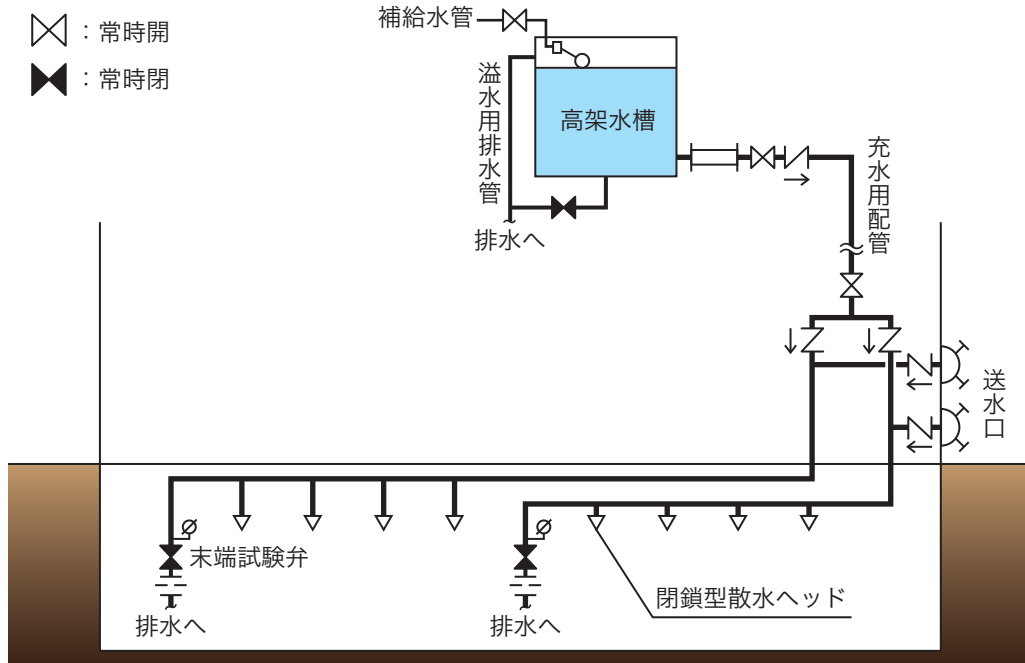 補給水管
：常時開
：常時閉
溢水用排水管
高架水槽
充水用配管
排水へ
送水口
末端試験弁
閉鎖型散水ヘッド
排水へ
排水へ